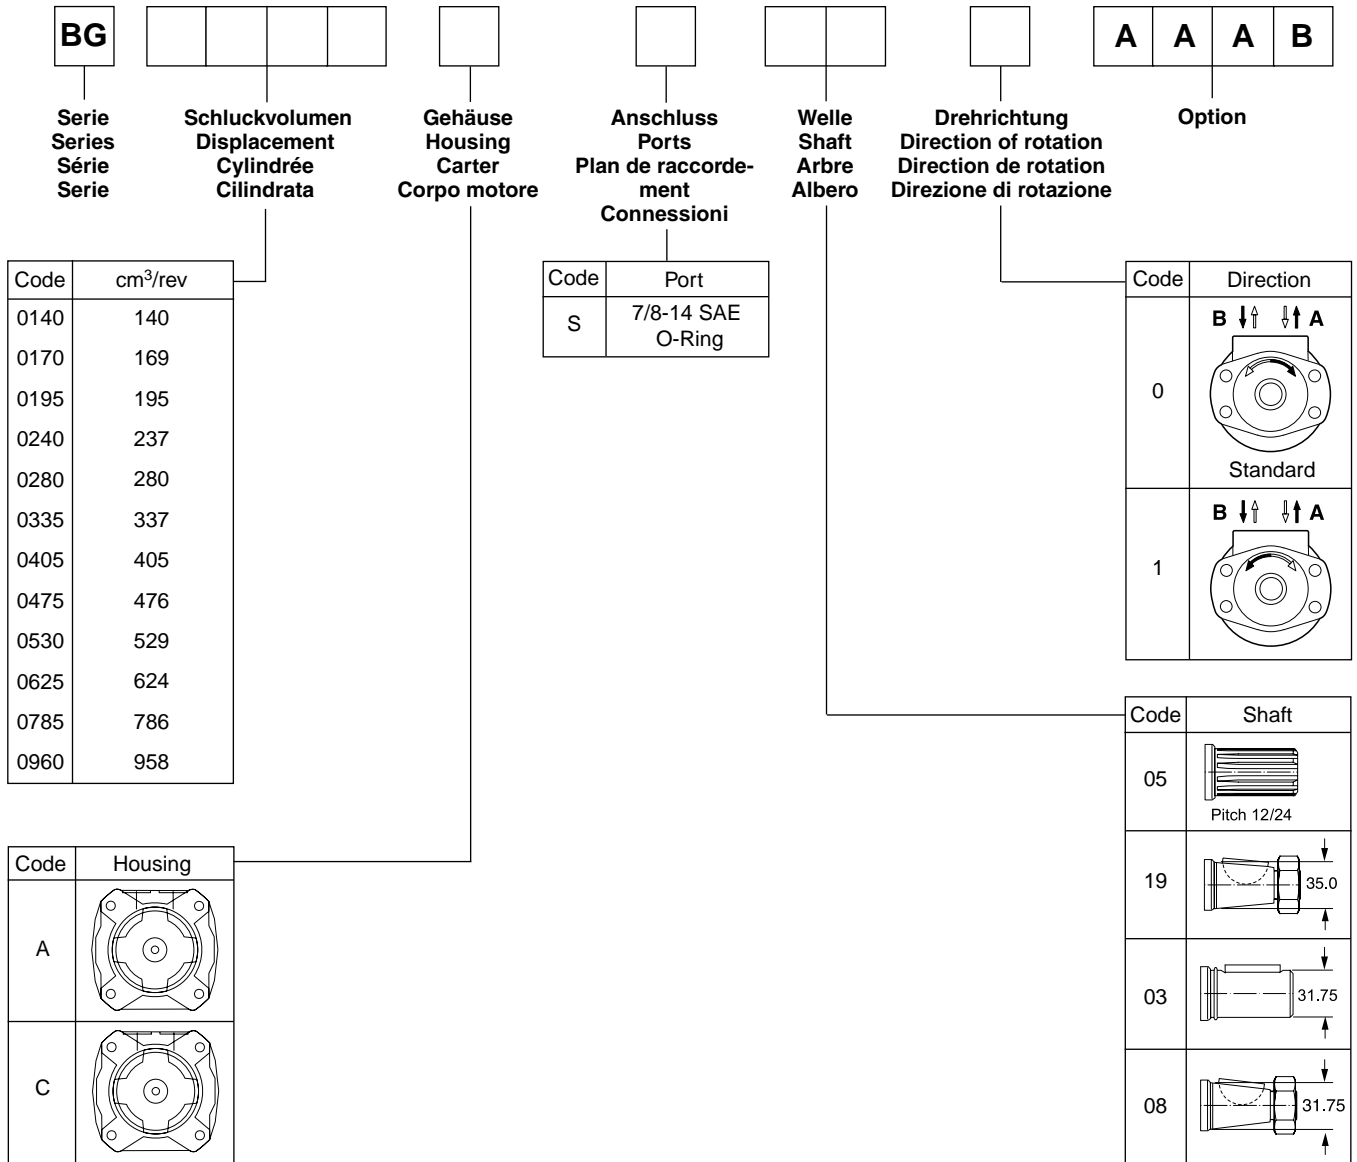 BG A A A B
Serie
Series
Série
Serie
Schluckvolumen
Displacement
Cylindrée
Cilindrata
Gehäuse
Housing
Carter
Corpo motore
Anschluss
Ports
Plan de raccorde-
ment
Connessioni
Welle
Shaft
Arbre
Albero
Drehrichtung
Direction of rotation
Direction de rotation
Direzione di rotazione
Option
Code cm³/rev
0140 140
0170 169
0195 195
0240 237
0280 280
0335 337
0405 405
0475 476
0530 529
0625 624
0785 786
0960 958
Code Port
S 7/8-14 SAE
O-Ring
Code Direction
B A
0
Standard
B A
1
Code Shaft
05
Pitch 12/24
19 35.0
03 31.75
08 31.75
Code Housing
A
C